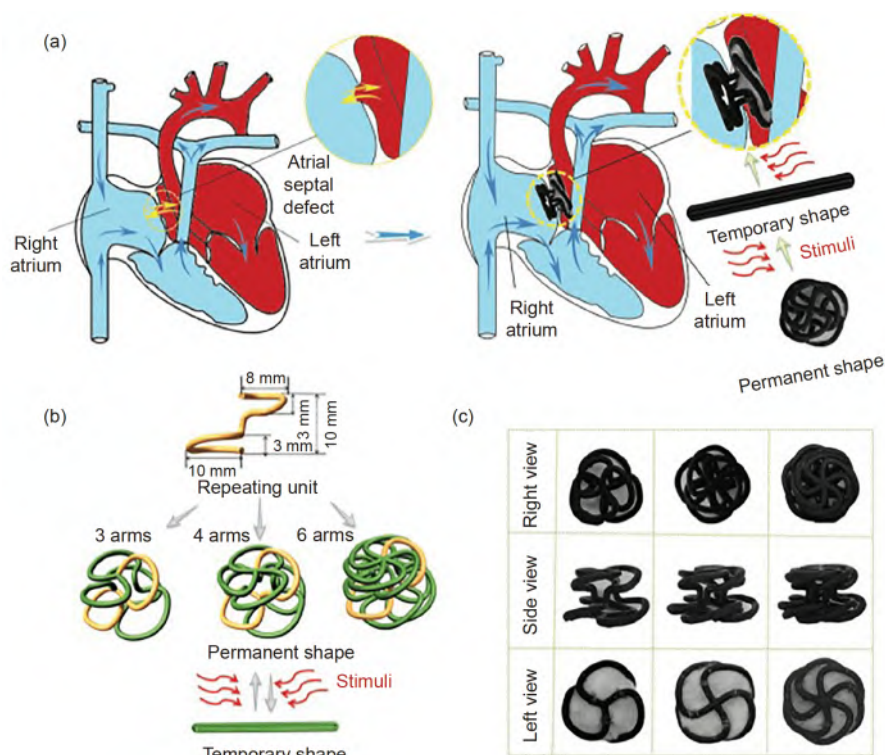 (a)
Atrial
septal
defect
Right
atrium
Left
atrium
Right
atrium
Left
atrium
Temporary shape
Stimuli
Permanent shape
(b)
8 mm
3 mm
10 mm
3 mm
10 mm
Repeating unit
3 arms
4 arms
6 arms
Permanent shape
Stimuli
Temporary shape
(c)
Right view
Side view
Left view